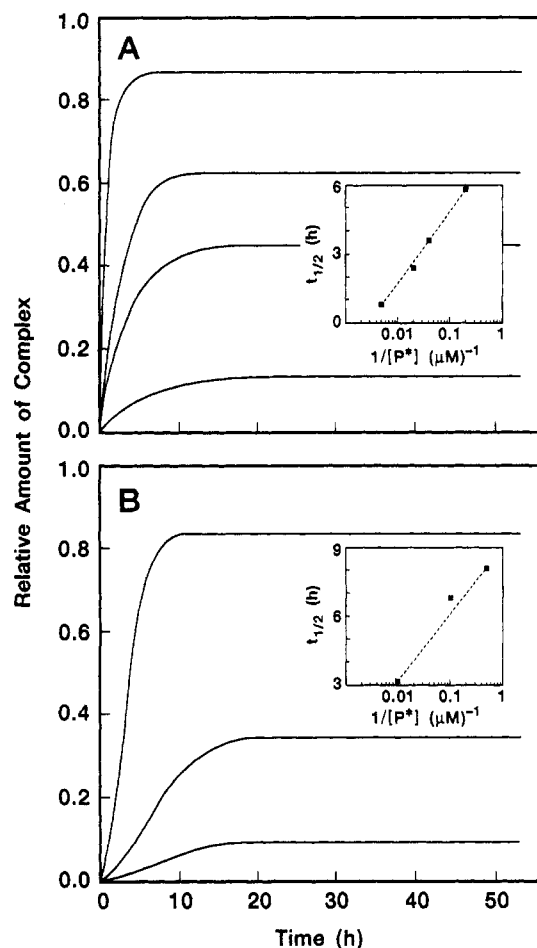 Relative Amount of Complex
A
1.0
0.8
0.6
0.4
0.2
0.0
t1/2 (h)
6
3
0
0.01 0.1 1
1/[P*] (μM)-1
B
1.0
0.8
0.6
0.4
0.2
0.0
t1/2 (h)
9
6
3
0.01 0.1 1
1/[P*] (μM)-1
0 10 20 30 40 50
Time (h)